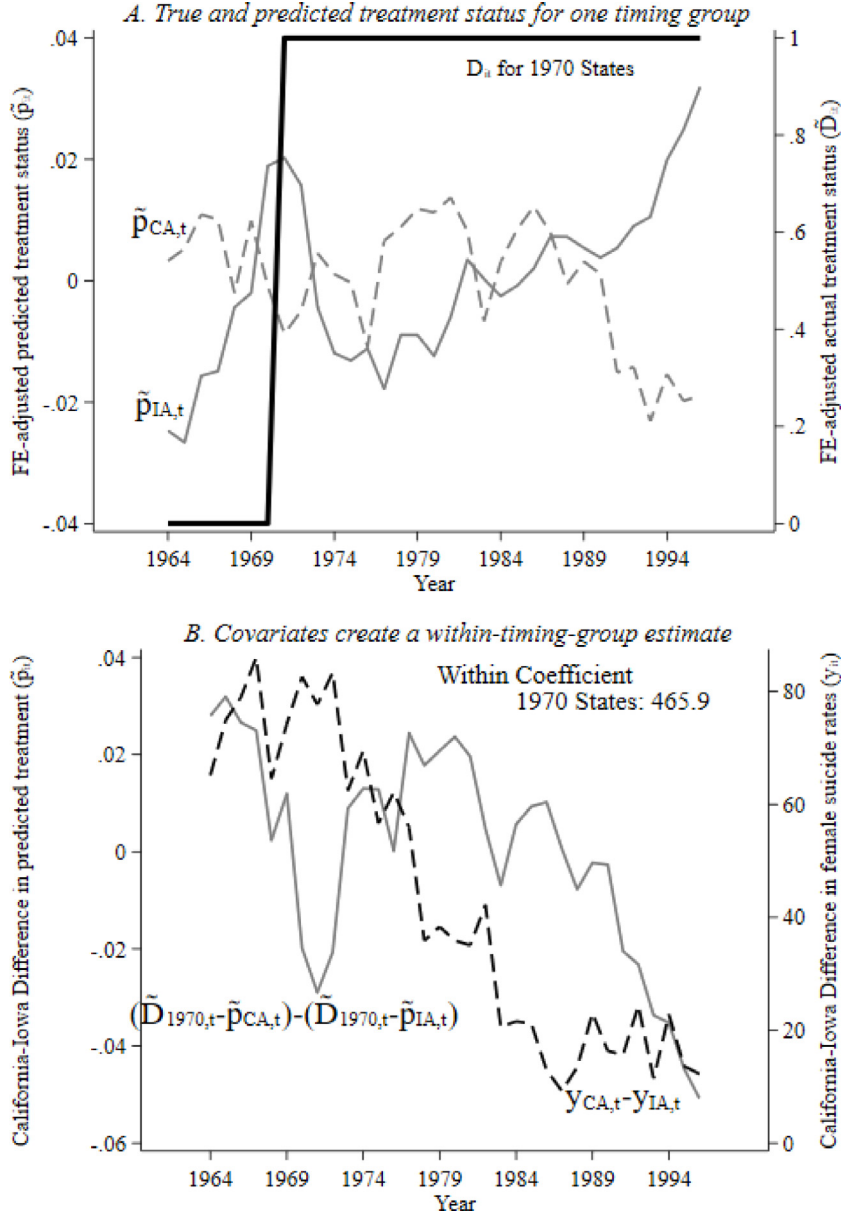 A. True and predicted treatment status for one timing group
FE-adjusted predicted treatment status (p̃ᵢₜ)
.04
.02
0
-.02
-.04
D_it for 1970 States
p̃CA,t
p̃IA,t
1
.8
.6
.4
.2
0
FE-adjusted actual treatment status (D̃ᵢₜ)
1964 1969 1974 1979 1984 1989 1994
Year
B. Covariates create a within-timing-group estimate
California-Iowa Difference in predicted treatment (p̃ᵢₜ)
.04
.02
0
-.02
-.04
-.06
Within Coefficient
1970 States: 465.9
(D̃1970,t-p̃CA,t)-(D̃1970,t-p̃IA,t)
yCA,t-yIA,t
80
60
40
20
0
California-Iowa Difference in female suicide rates (yᵢₜ)
1964 1969 1974 1979 1984 1989 1994
Year